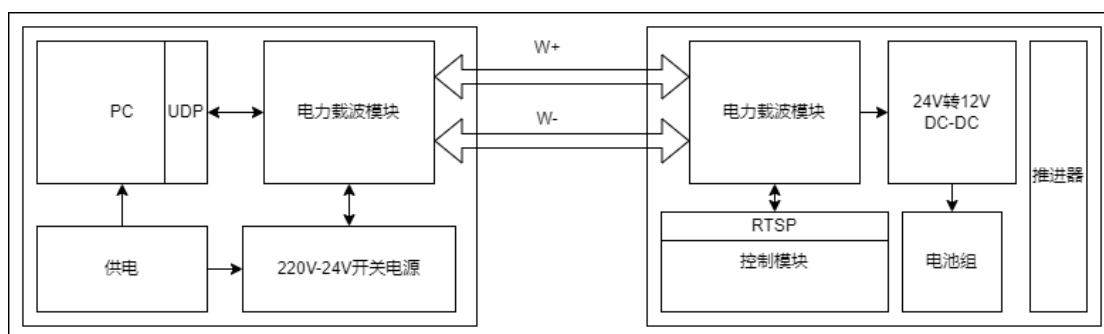 PC
UDP
电力载波模块
供电
220V-24V开关电源
W+
W-
电力载波模块
24V转12V
DC-DC
RTSP
控制模块
电池组
推进器